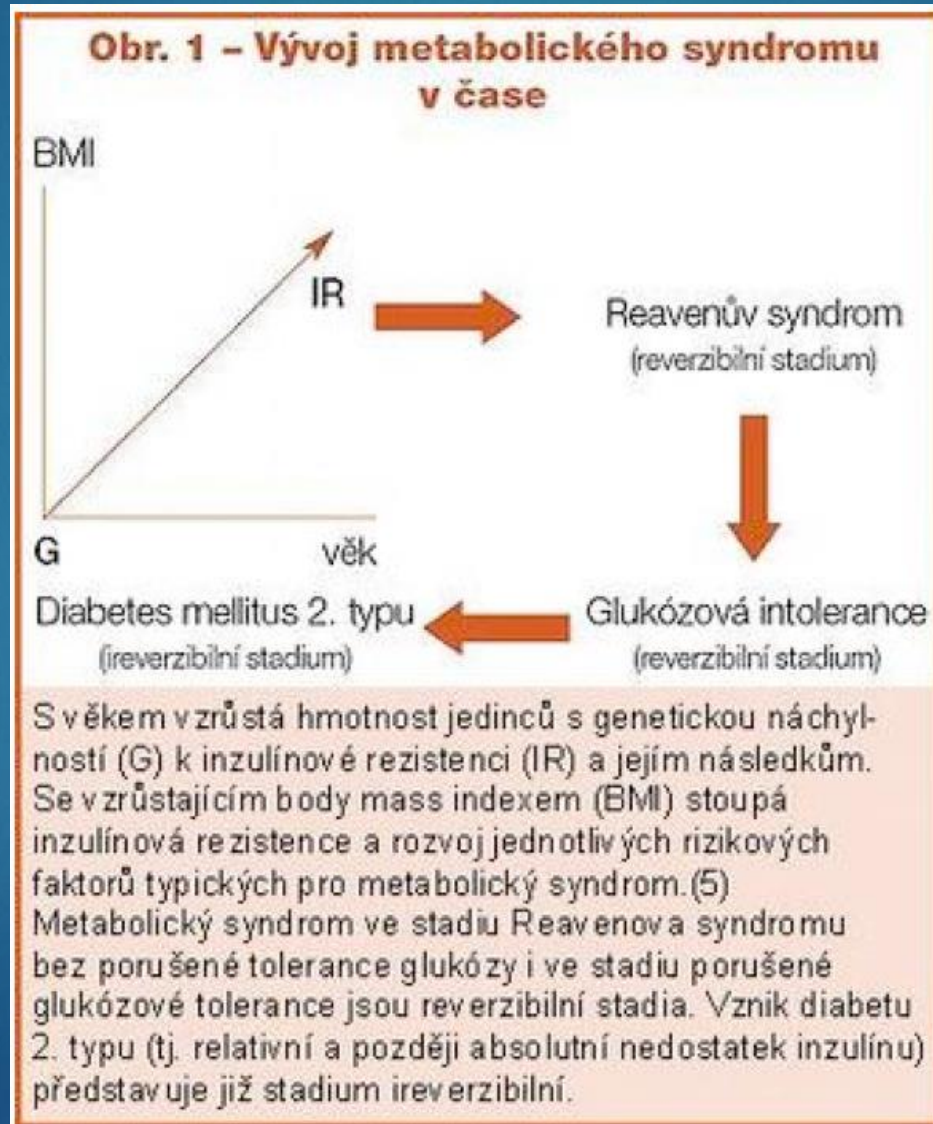 Obr. 1 – Vývoj metabolického syndromu
v čase
BMI
IR
Reavenův syndrom
(reverzibilní stadium)
G
věk
Diabetes mellitus 2. typu
(ireverzibilní stadium)
Glukózová intolerance
(reverzibilní stadium)
S věkem vzrůstá hmotnost jedinců s genetickou náchyl-
ností (G) k inzulínové rezistenci (IR) a jejím následkům.
Se vzrůstajícím body mass indexem (BMI) stoupá
inzulínová rezistence a rozvoj jednotlivých rizikových
faktorů typických pro metabolický syndrom.(5)
Metabolický syndrom ve stadiu Reavenova syndromu
bez porušené tolerance glukózy i ve stadiu porušené
glukózové tolerance jsou reverzibilní stadia. Vznik diabetu
2. typu (tj. relativní a později absolutní nedostatek inzulínu)
představuje již stadium ireverzibilní.